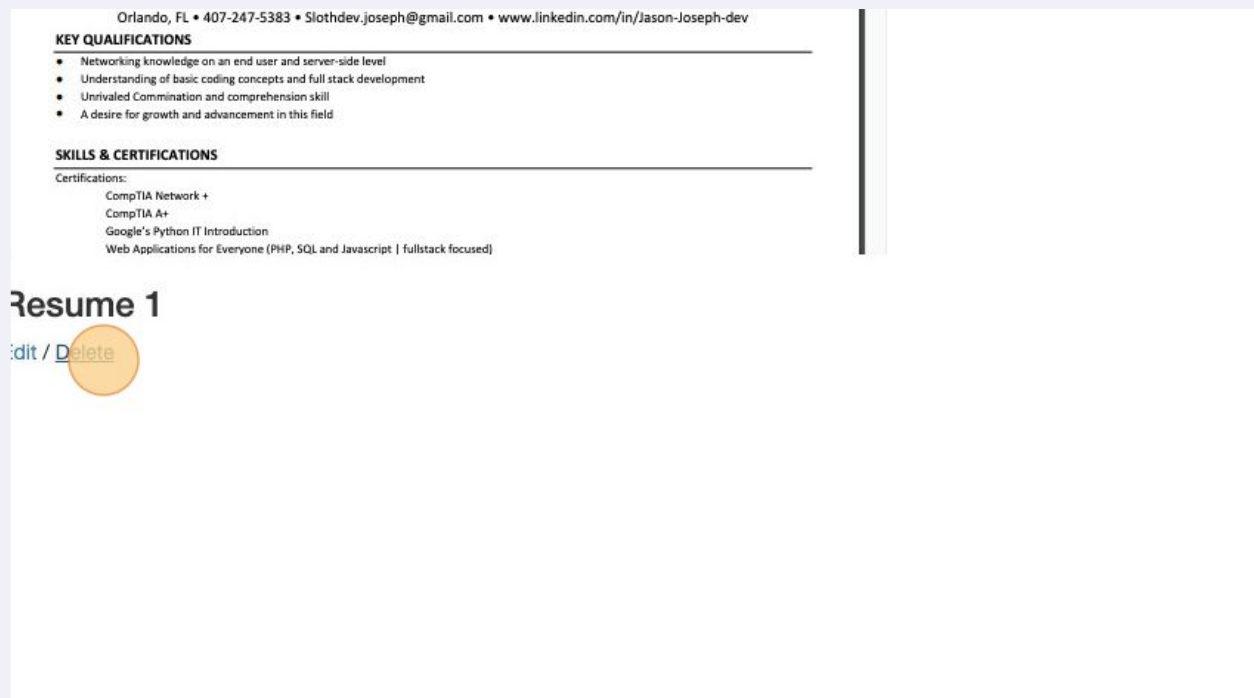 Orlando, FL • 407-247-5383 • Slothdev.joseph@gmail.com • www.linkedin.com/in/Jason-Joseph-dev
KEY QUALIFICATIONS
• Networking knowledge on an end user and server-side level
• Understanding of basic coding concepts and full stack development
• Unrivaled Commination and comprehension skill
• A desire for growth and advancement in this field
SKILLS & CERTIFICATIONS
Certifications:
CompTIA Network +
CompTIA A+
Google's Python IT Introduction
Web Applications for Everyone (PHP, SQL and Javascript | fullstack focused)
Resume 1
Edit / Delete